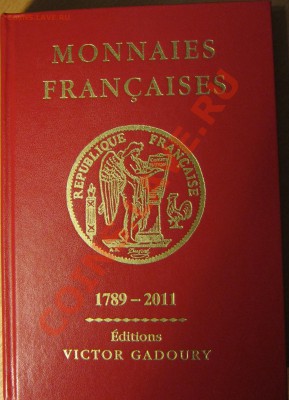 MONNAIES
FRANÇAISES
REPUBLIQUE FRANÇAISE
1789 – 2011
Éditions
VICTOR GADOURY